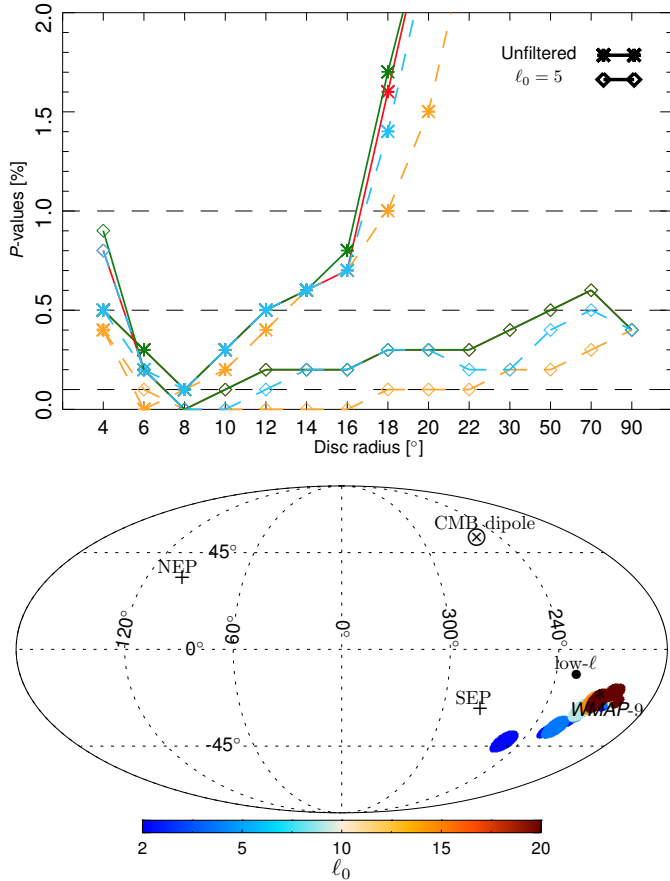 2.0
Unfiltered
ℓ₀ = 5
1.5
P-values [%]
1.0
0.5
0.1
0.0
4 6 8 10 12 14 16 18 20 22 30 50 70 90
Disc radius [°]
CMB dipole
45°
NEP
120° 60° 0° 300° 240°
0°
low-ℓ
SEP
WMAP-9
-45°
2 5 10 15 20
ℓ₀